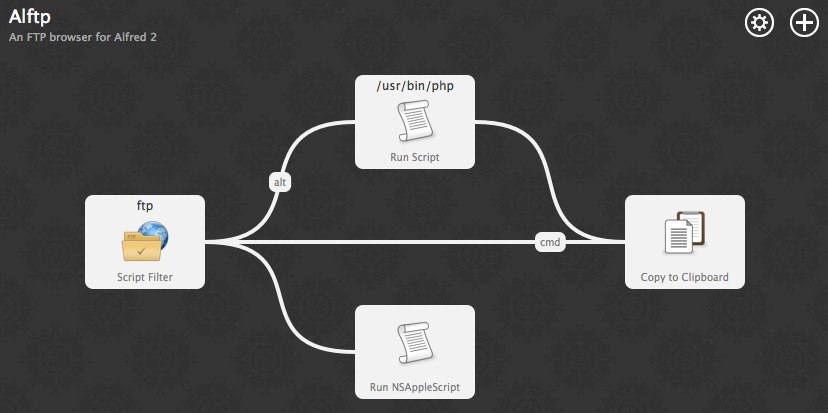 Alftp
An FTP browser for Alfred 2
/usr/bin/php
Run Script
alt
ftp
FTP
Script Filter
cmd
Copy to Clipboard
Run NSAppleScript